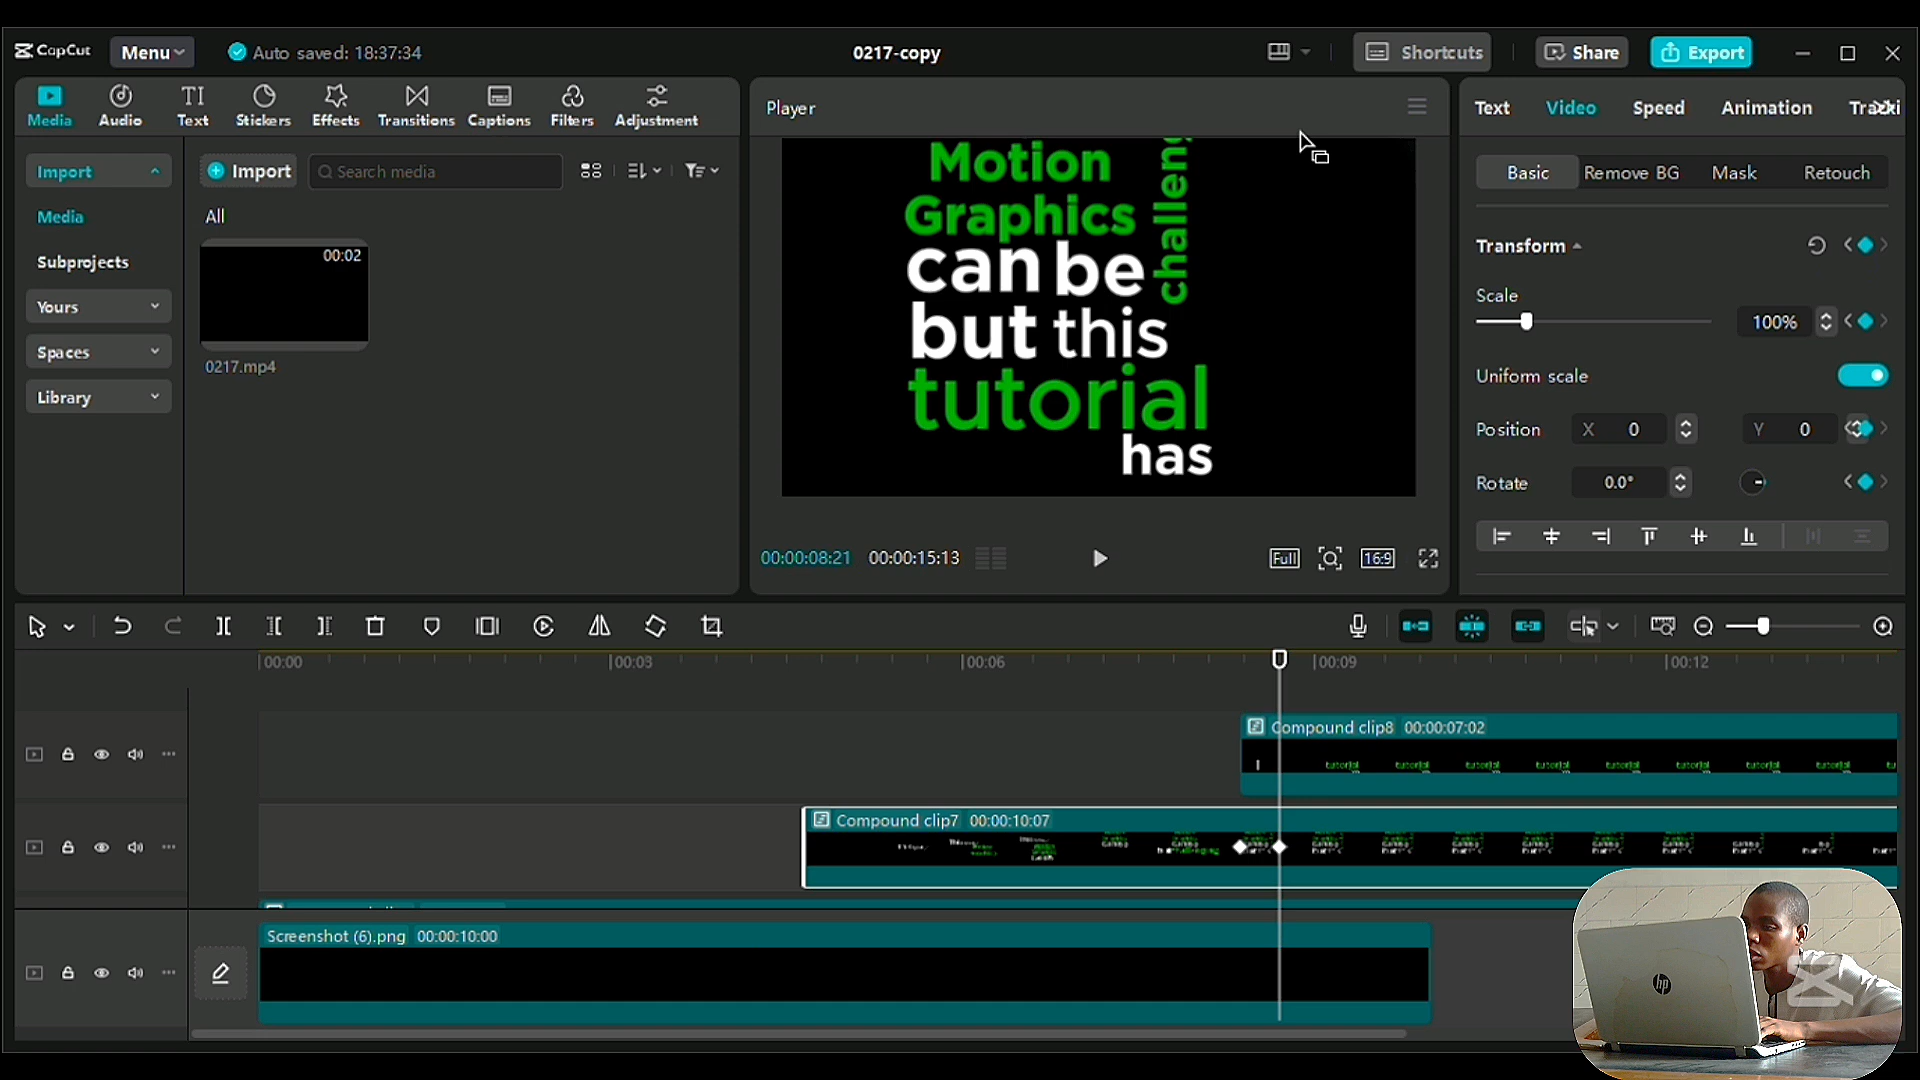 CapCut
Menu
Auto saved: 18:37:34
0217-copy
Shortcuts
Share
Export
Media
Audio
TI
Text
Stickers
Effects
Transitions
Captions
Filters
Adjustment
Player
Text
Video
Speed
Animation
Import
Import
Search media
Media
All
Subprojects
Yours
Spaces
Library
00:02
0217.mp4
Motion
Graphics
can be
but this
tutorial
has
challeng
00:00:08:21
00:00:15:13
Full
16:9
Basic
Remove BG
Mask
Retouch
Transform
Scale
100%
Uniform scale
Position
X 0
Y 0
Rotate
0.0°
00:00
00:03
00:06
00:09
00:12
Compound clip8 00:00:07:02
tutorial tutorial tutorial tutorial tutorial tutorial tutorial tutorial
Compound clip7 00:00:10:07
Screenshot (6).png 00:00:10:00
hp